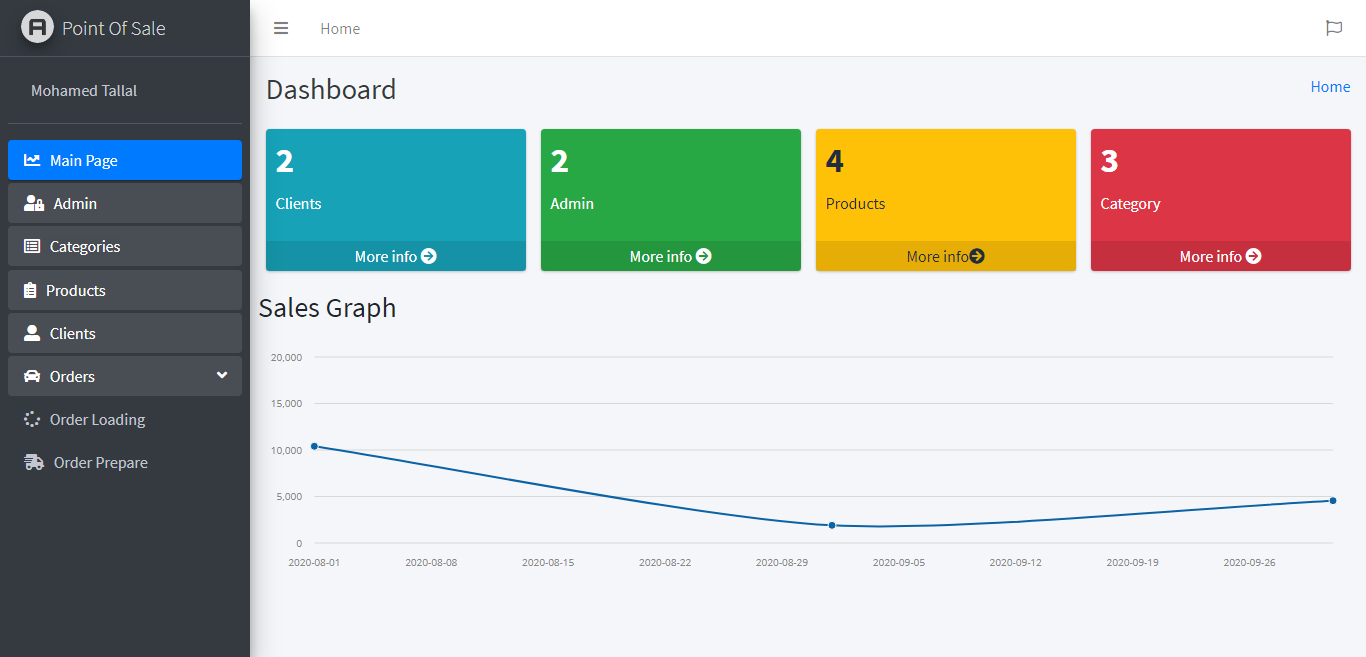 Point Of Sale
Mohamed Tallal
Main Page
Admin
Categories
Products
Clients
Orders
Order Loading
Order Prepare
Home
Dashboard
Home
2
Clients
More info
2
Admin
More info
4
Products
More info
3
Category
More info
Sales Graph
20,000
15,000
10,000
5,000
0
2020-08-01 2020-08-08 2020-08-15 2020-08-22 2020-08-29 2020-09-05 2020-09-12 2020-09-19 2020-09-26